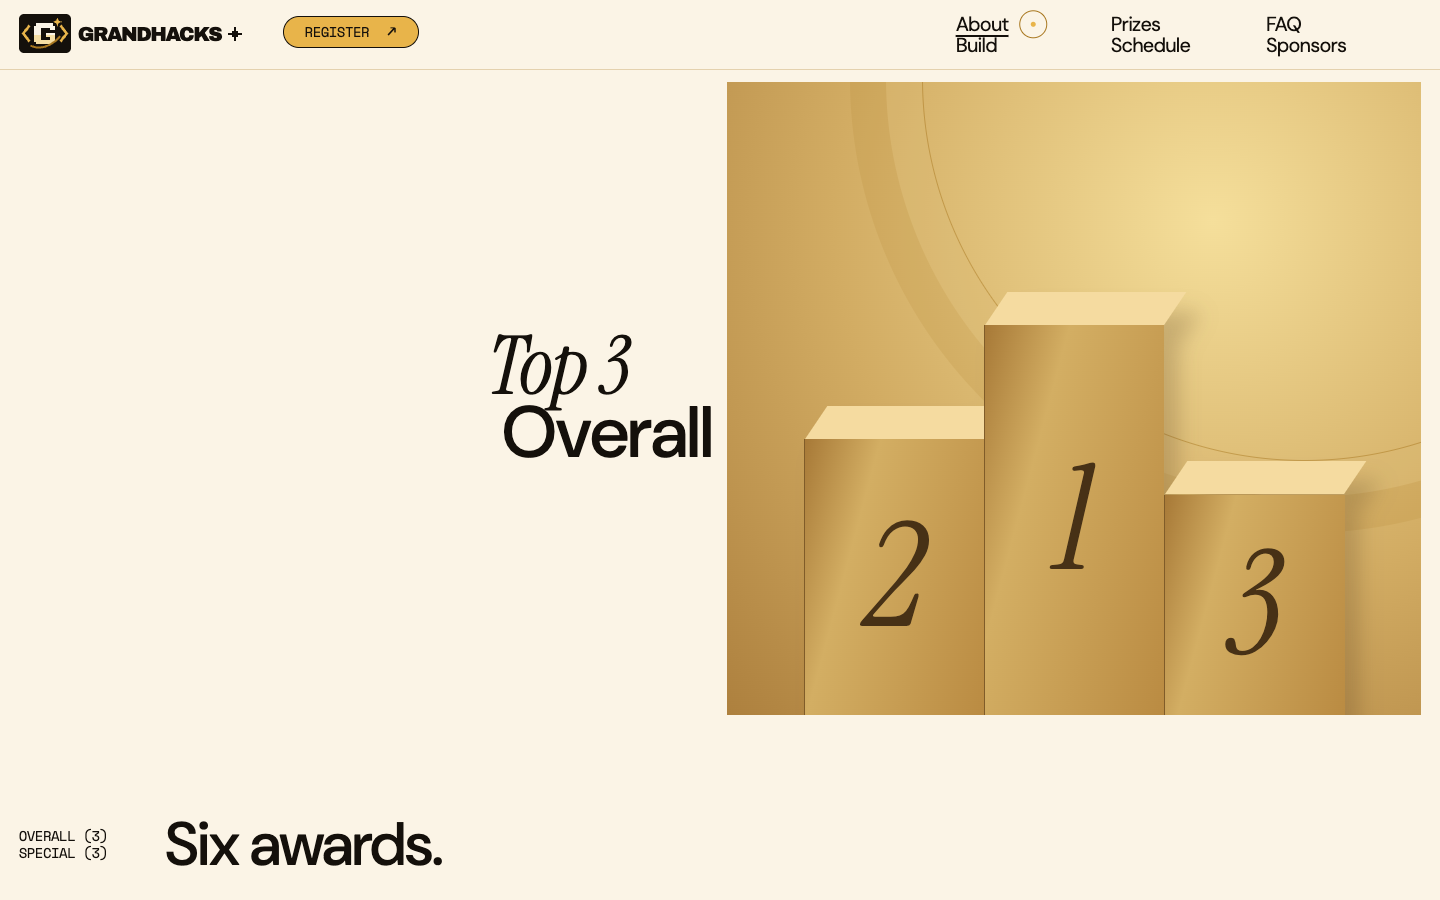 GRANDHACKS +
REGISTER ↗
About
Build
Prizes
Schedule
FAQ
Sponsors
Top 3
Overall
2
1
3
OVERALL (3)
SPECIAL (3)
Six awards.